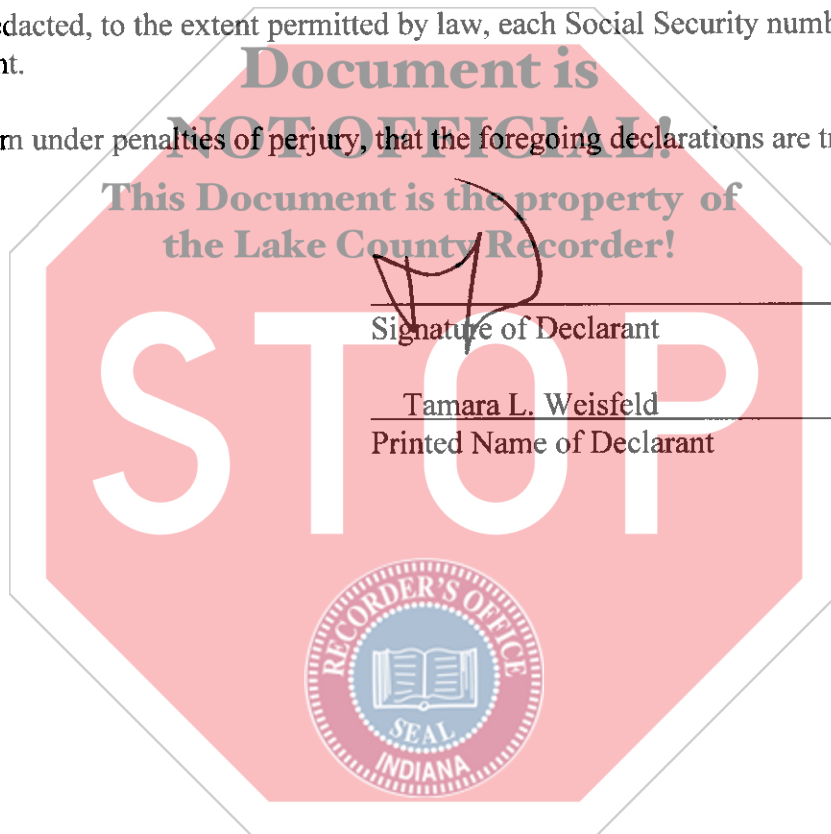 edacted, to the extent permitted by law, each Social Security numb
nt.
Document is
m under penalties of perjury, that the foregoing declarations are tr
NOT OFFICIAL!
This Document is the property of
the Lake County Recorder!
Signature of Declarant
Tamara L. Weisfeld
Printed Name of Declarant
STOP
RECORDER'S OFFICE
SEAL
INDIANA